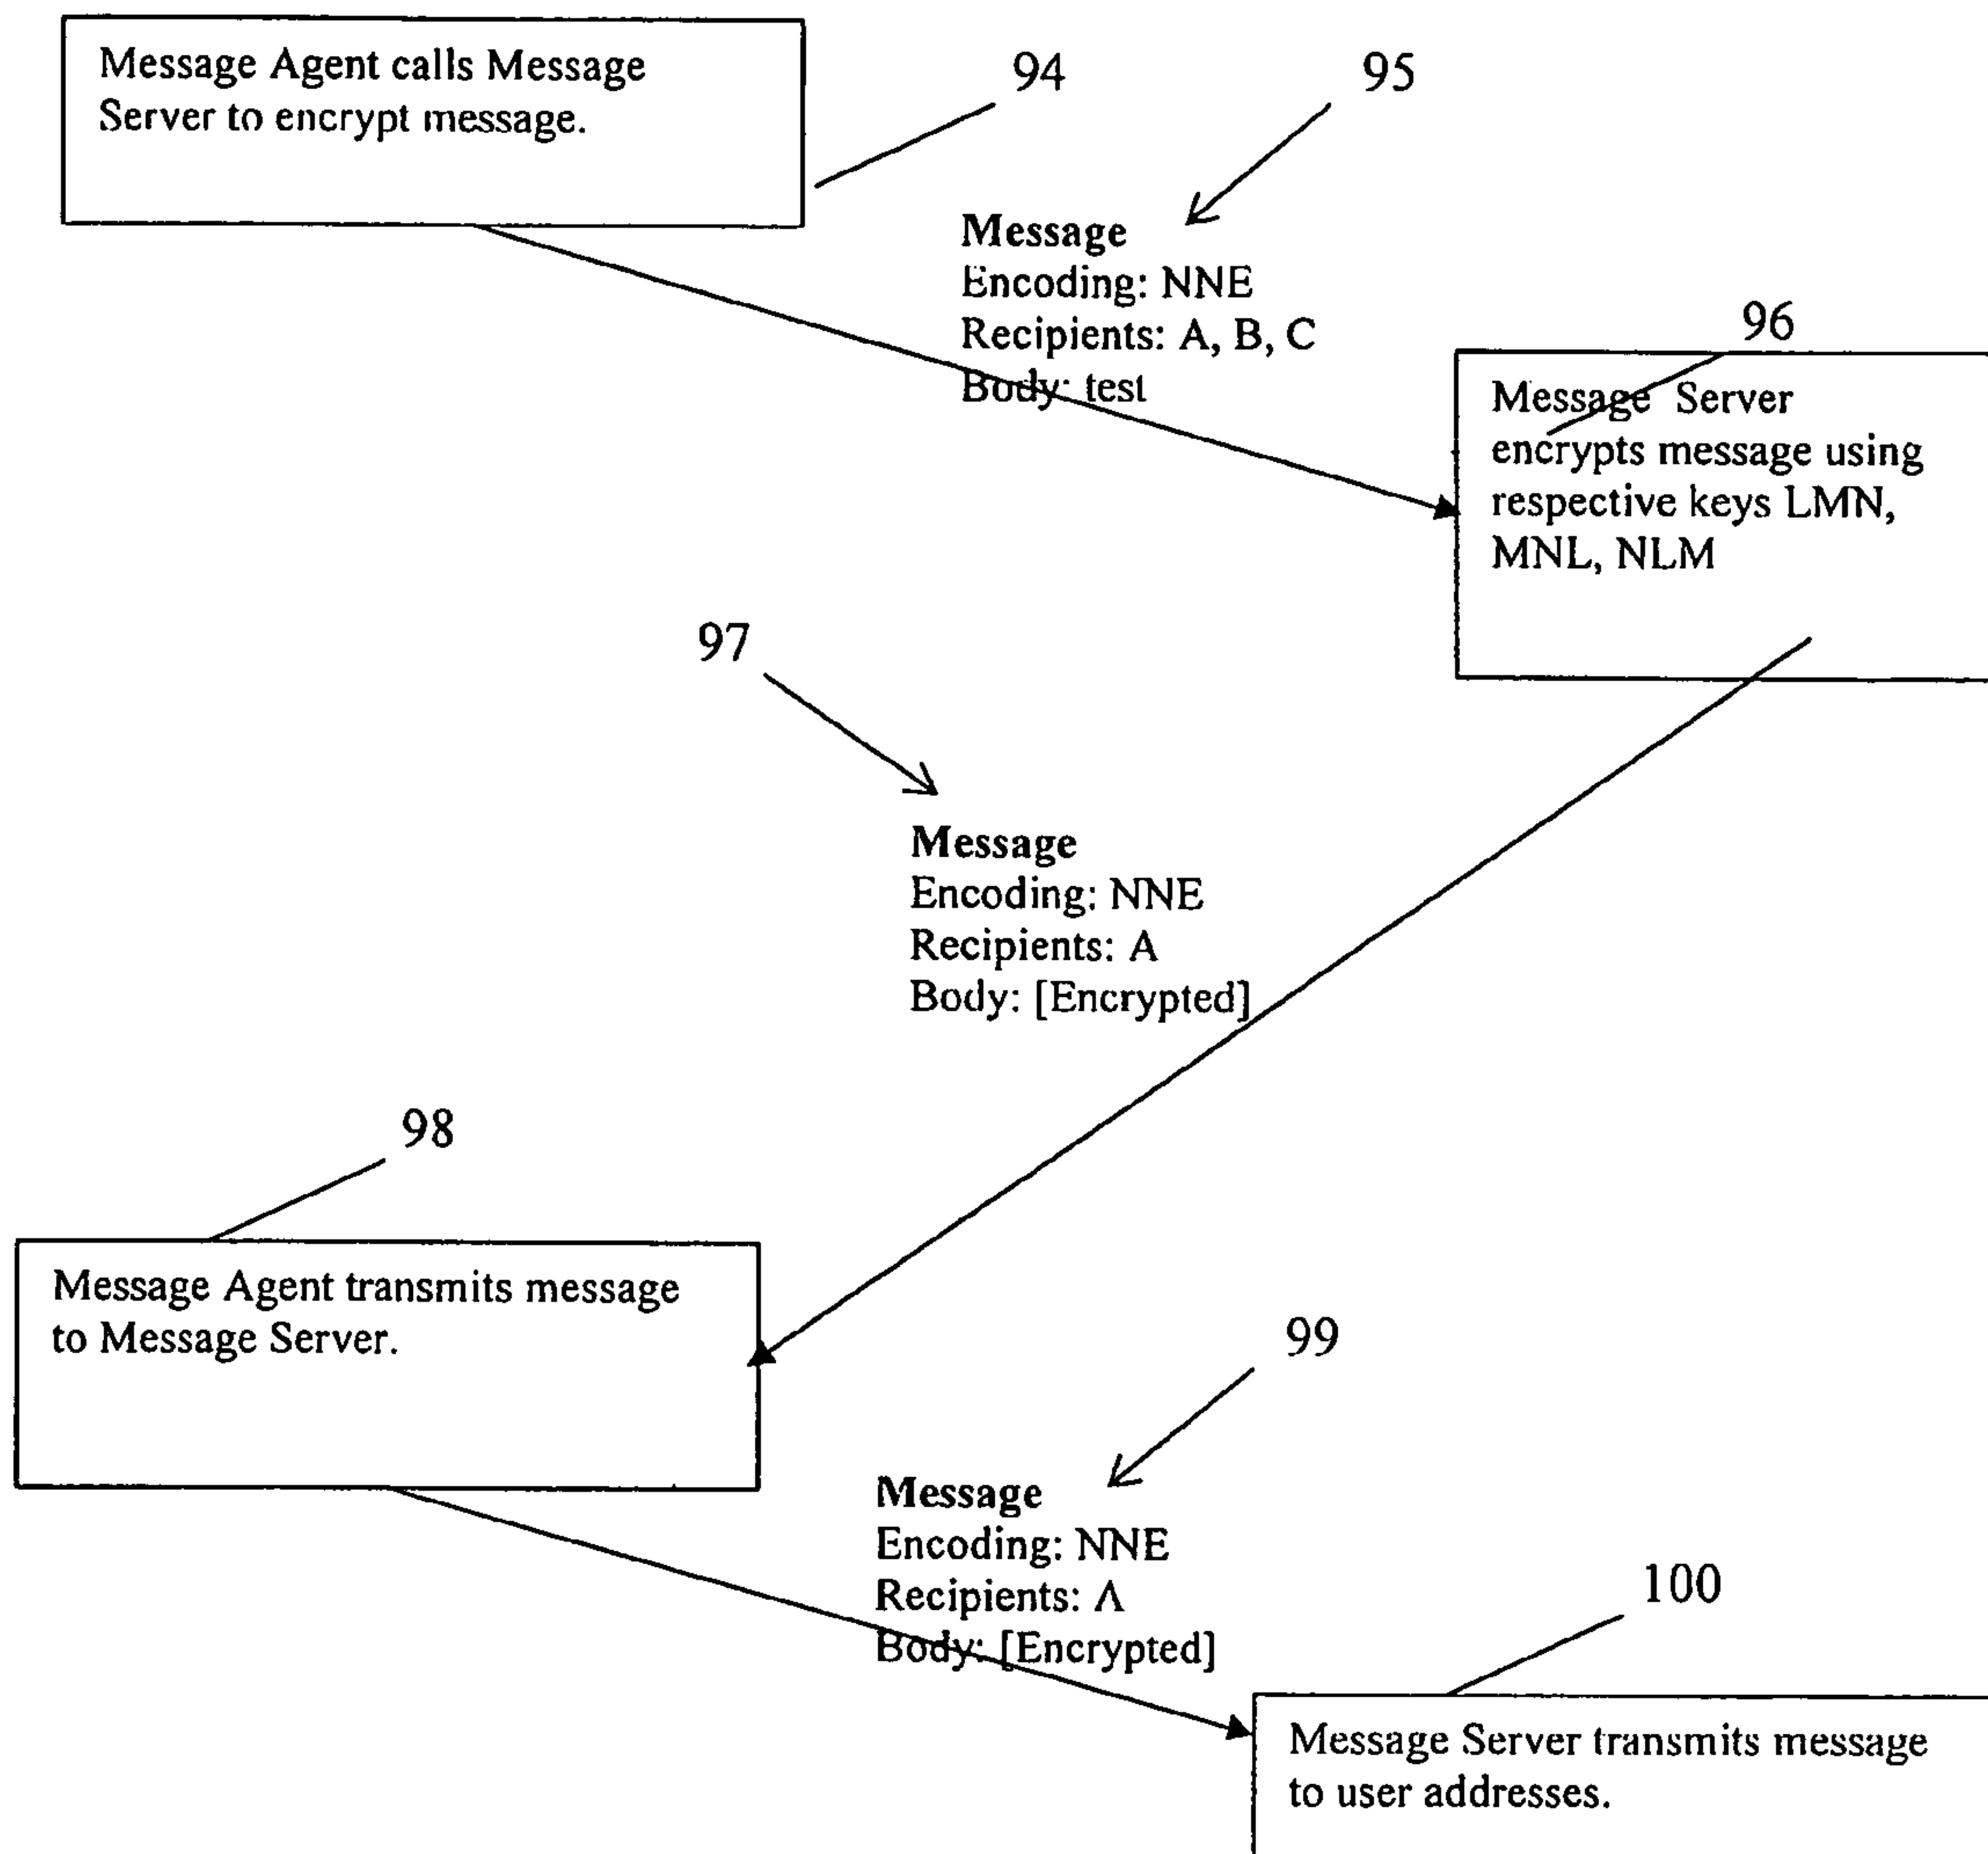 Message Agent calls Message
Server to encrypt message.
94
95
Message
Encoding: NNE
Recipients: A, B, C
Body: test
96
Message Server
encrypts message using
respective keys LMN,
MNL, NLM
97
Message
Encoding: NNE
Recipients: A
Body: [Encrypted]
98
Message Agent transmits message
to Message Server.
99
Message
Encoding: NNE
Recipients: A
Body: [Encrypted]
100
Message Server transmits message
to user addresses.